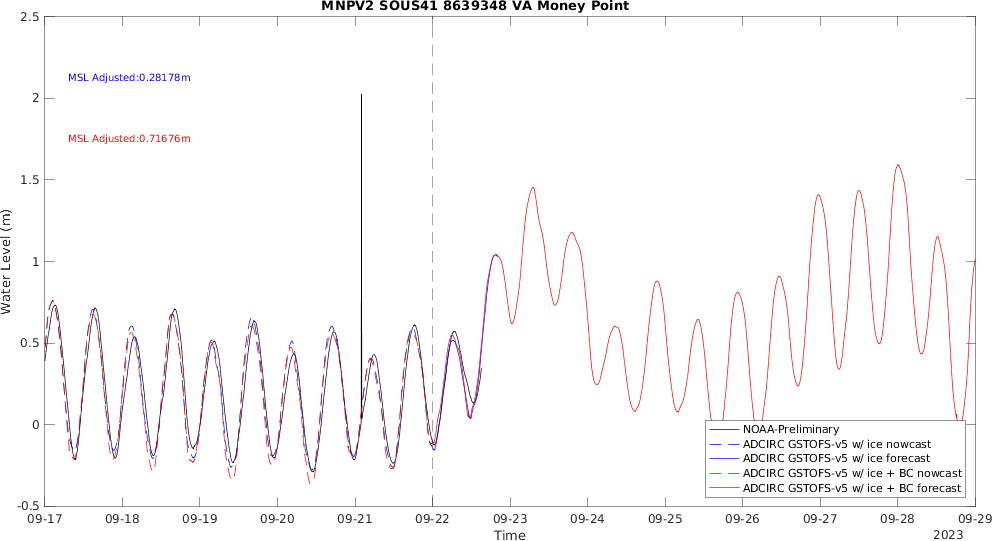 MNPV2 SOUS41 8639348 VA Money Point
2.5
MSL Adjusted:0.28178m
2
MSL Adjusted:0.71676m
1.5
Water Level (m)
1
0.5
0
NOAA-Preliminary
ADCIRC GSTOFS-v5 w/ ice nowcast
ADCIRC GSTOFS-v5 w/ ice forecast
ADCIRC GSTOFS-v5 w/ ice + BC nowcast
ADCIRC GSTOFS-v5 w/ ice + BC forecast
-0.5
09-17 09-18 09-19 09-20 09-21 09-22 09-23 09-24 09-25 09-26 09-27 09-28 09-29
Time
2023